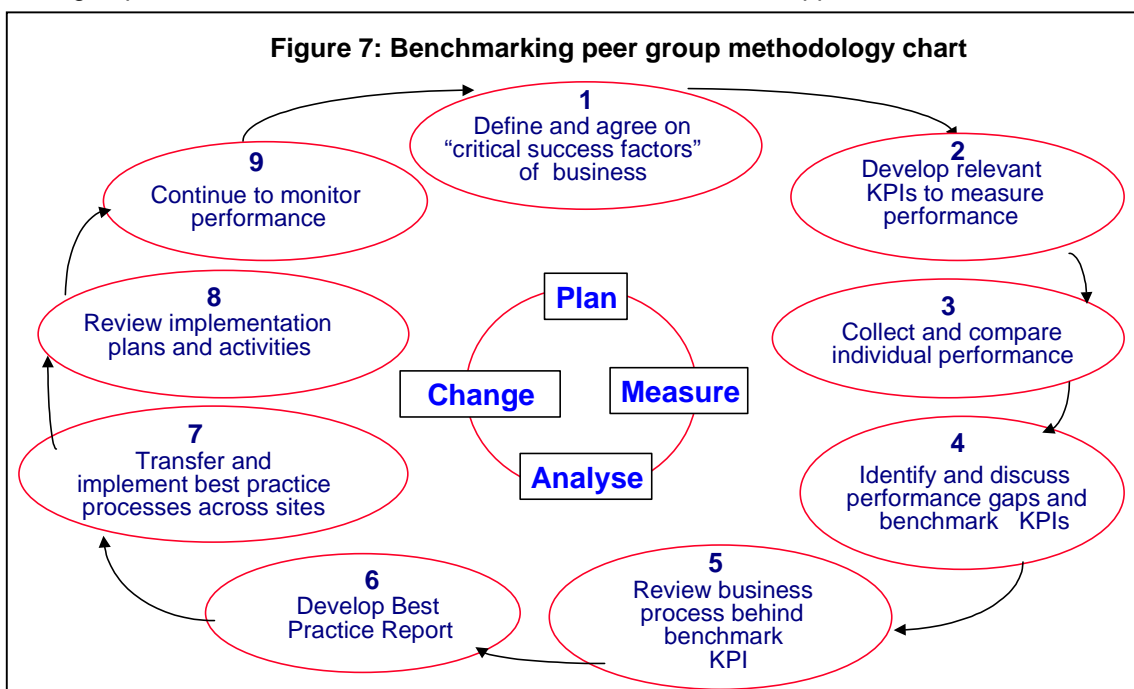 Figure 7: Benchmarking peer group methodology chart
1
Define and agree on
“critical success factors”
of business
2
Develop relevant
KPIs to measure
performance
3
Collect and compare
individual performance
4
Identify and discuss
performance gaps and
benchmark KPIs
5
Review business
process behind
benchmark
KPI
6
Develop Best
Practice Report
7
Transfer and
implement best practice
processes across sites
8
Review implementation
plans and activities
9
Continue to monitor
performance
Plan
Measure
Analyse
Change